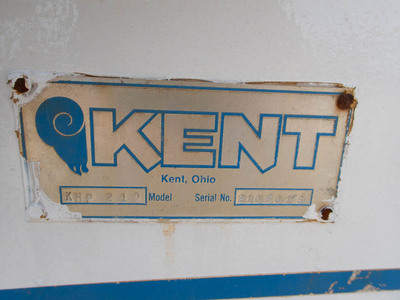 KENT
Kent, Ohio
Model Serial No.